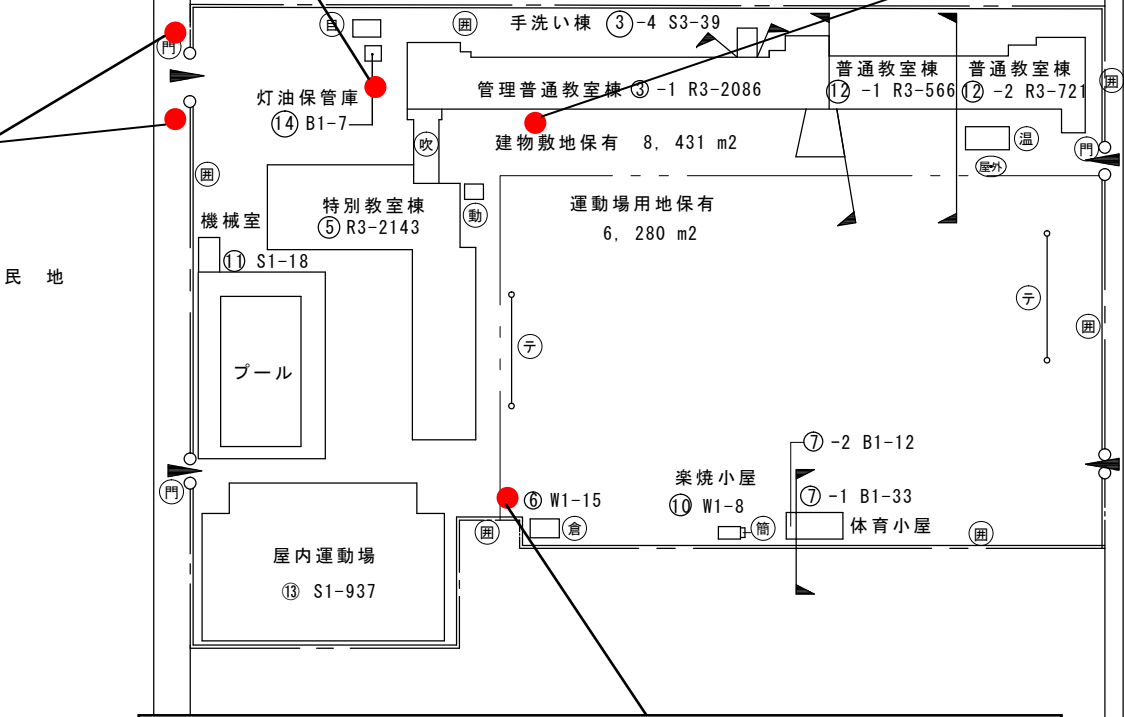 自
囲
手洗い棟 ③-4 S3-39
門
管理普通教室棟 ③-1 R3-2086
普通教室棟
⑫-1 R3-566
普通教室棟
⑫-2 R3-721
囲
灯油保管庫
⑭ B1-7
吹
建物敷地保有 8, 431 m2
温
屋外
門
囲
特別教室棟
⑤ R3-2143
動
運動場用地保有
6, 280 m2
機械室
⑪ S1-18
民 地
テ
囲
テ
プール
⑦-2 B1-12
楽焼小屋
⑩ W1-8
⑦-1 B1-33
体育小屋
門
⑥ W1-15
囲
倉
簡
囲
屋内運動場
⑬ S1-937